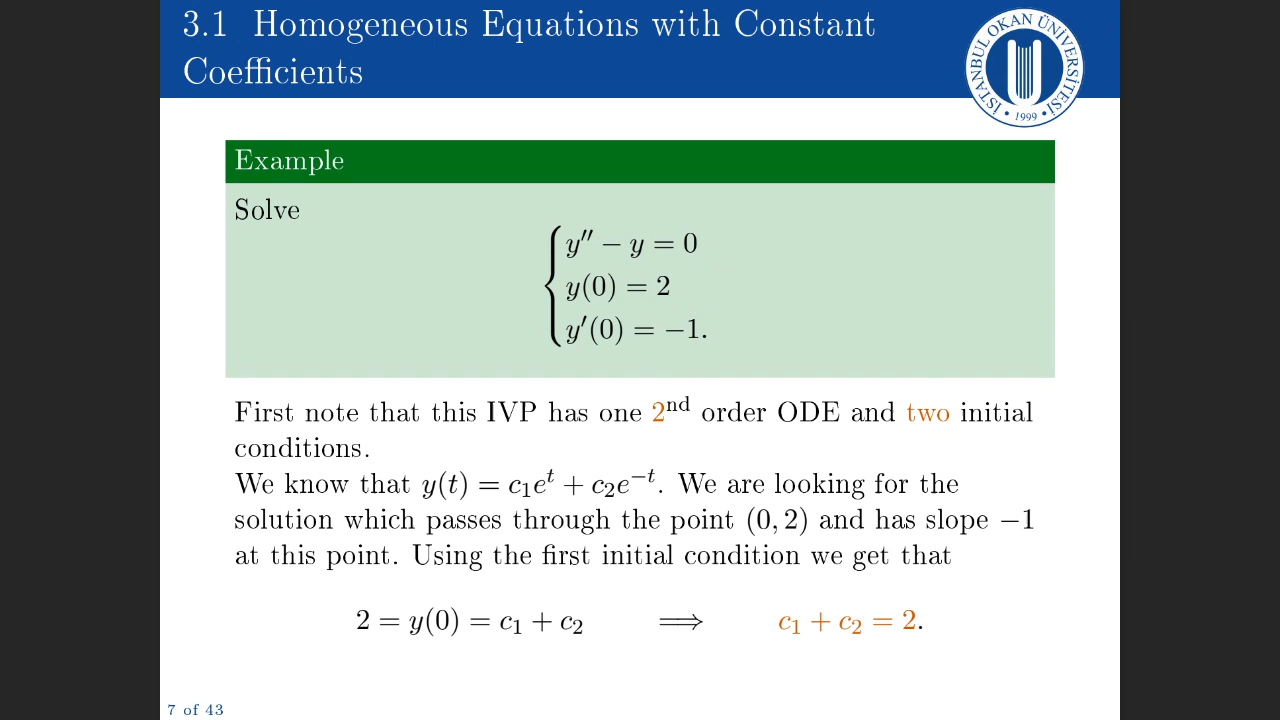 3.1 Homogeneous Equations with Constant
Coefficients
İSTANBUL OKAN ÜNİVERSİTESİ
• 1999 •
Example
Solve
y″ − y = 0
y(0) = 2
y′(0) = −1.
First note that this IVP has one 2nd order ODE and two initial
conditions.
We know that y(t) = c₁eᵗ + c₂e⁻ᵗ. We are looking for the
solution which passes through the point (0, 2) and has slope −1
at this point. Using the first initial condition we get that
2 = y(0) = c₁ + c₂ ⟹ c₁ + c₂ = 2.
7 of 43